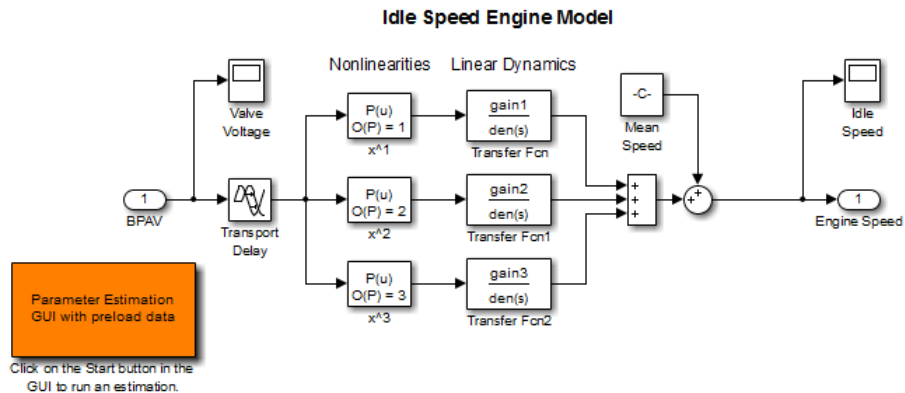 Idle Speed Engine Model
Nonlinearities
Linear Dynamics
Valve
Voltage
P(u)
O(P) = 1
x^1
gain1
den(s)
Transfer Fcn
-C-
Mean
Speed
Idle
Speed
1
BPAV
Transport
Delay
P(u)
O(P) = 2
x^2
gain2
den(s)
Transfer Fcn1
+
+
+
+
+
1
Engine Speed
P(u)
O(P) = 3
x^3
gain3
den(s)
Transfer Fcn2
Parameter Estimation
GUI with preload data
Click on the Start button in the
GUI to run an estimation.